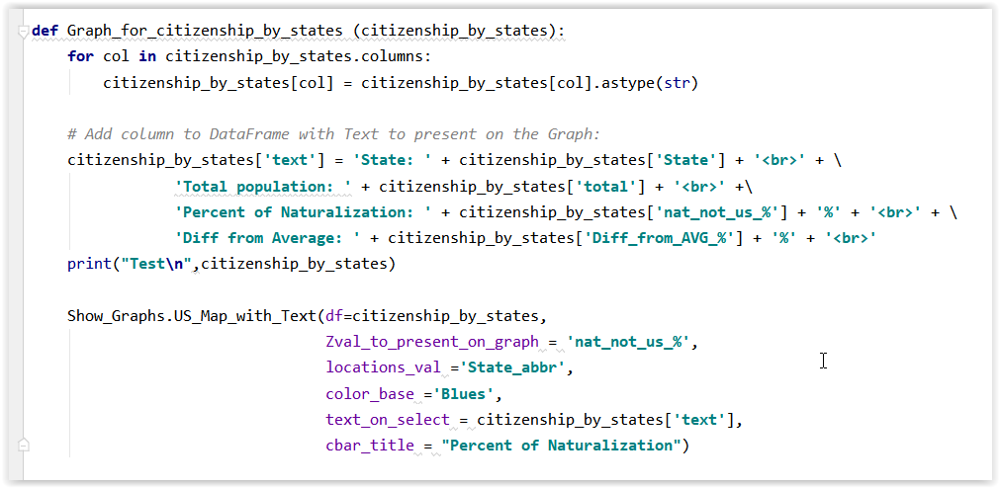 def Graph_for_citizenship_by_states (citizenship_by_states):
    for col in citizenship_by_states.columns:
        citizenship_by_states[col] = citizenship_by_states[col].astype(str)

    # Add column to DataFrame with Text to present on the Graph:
    citizenship_by_states['text'] = 'State: ' + citizenship_by_states['State'] + '<br>' + \
                'Total population: ' + citizenship_by_states['total'] + '<br>' +\
                'Percent of Naturalization: ' + citizenship_by_states['nat_not_us_%'] + '%' + '<br>' + \
                'Diff from Average: ' + citizenship_by_states['Diff_from_AVG_%'] + '%' + '<br>'
    print("Test\n",citizenship_by_states)

    Show_Graphs.US_Map_with_Text(df=citizenship_by_states,
                                 Zval_to_present_on_graph = 'nat_not_us_%',
                                 locations_val ='State_abbr',
                                 color_base ='Blues',
                                 text_on_select = citizenship_by_states['text'],
                                 cbar_title = "Percent of Naturalization")